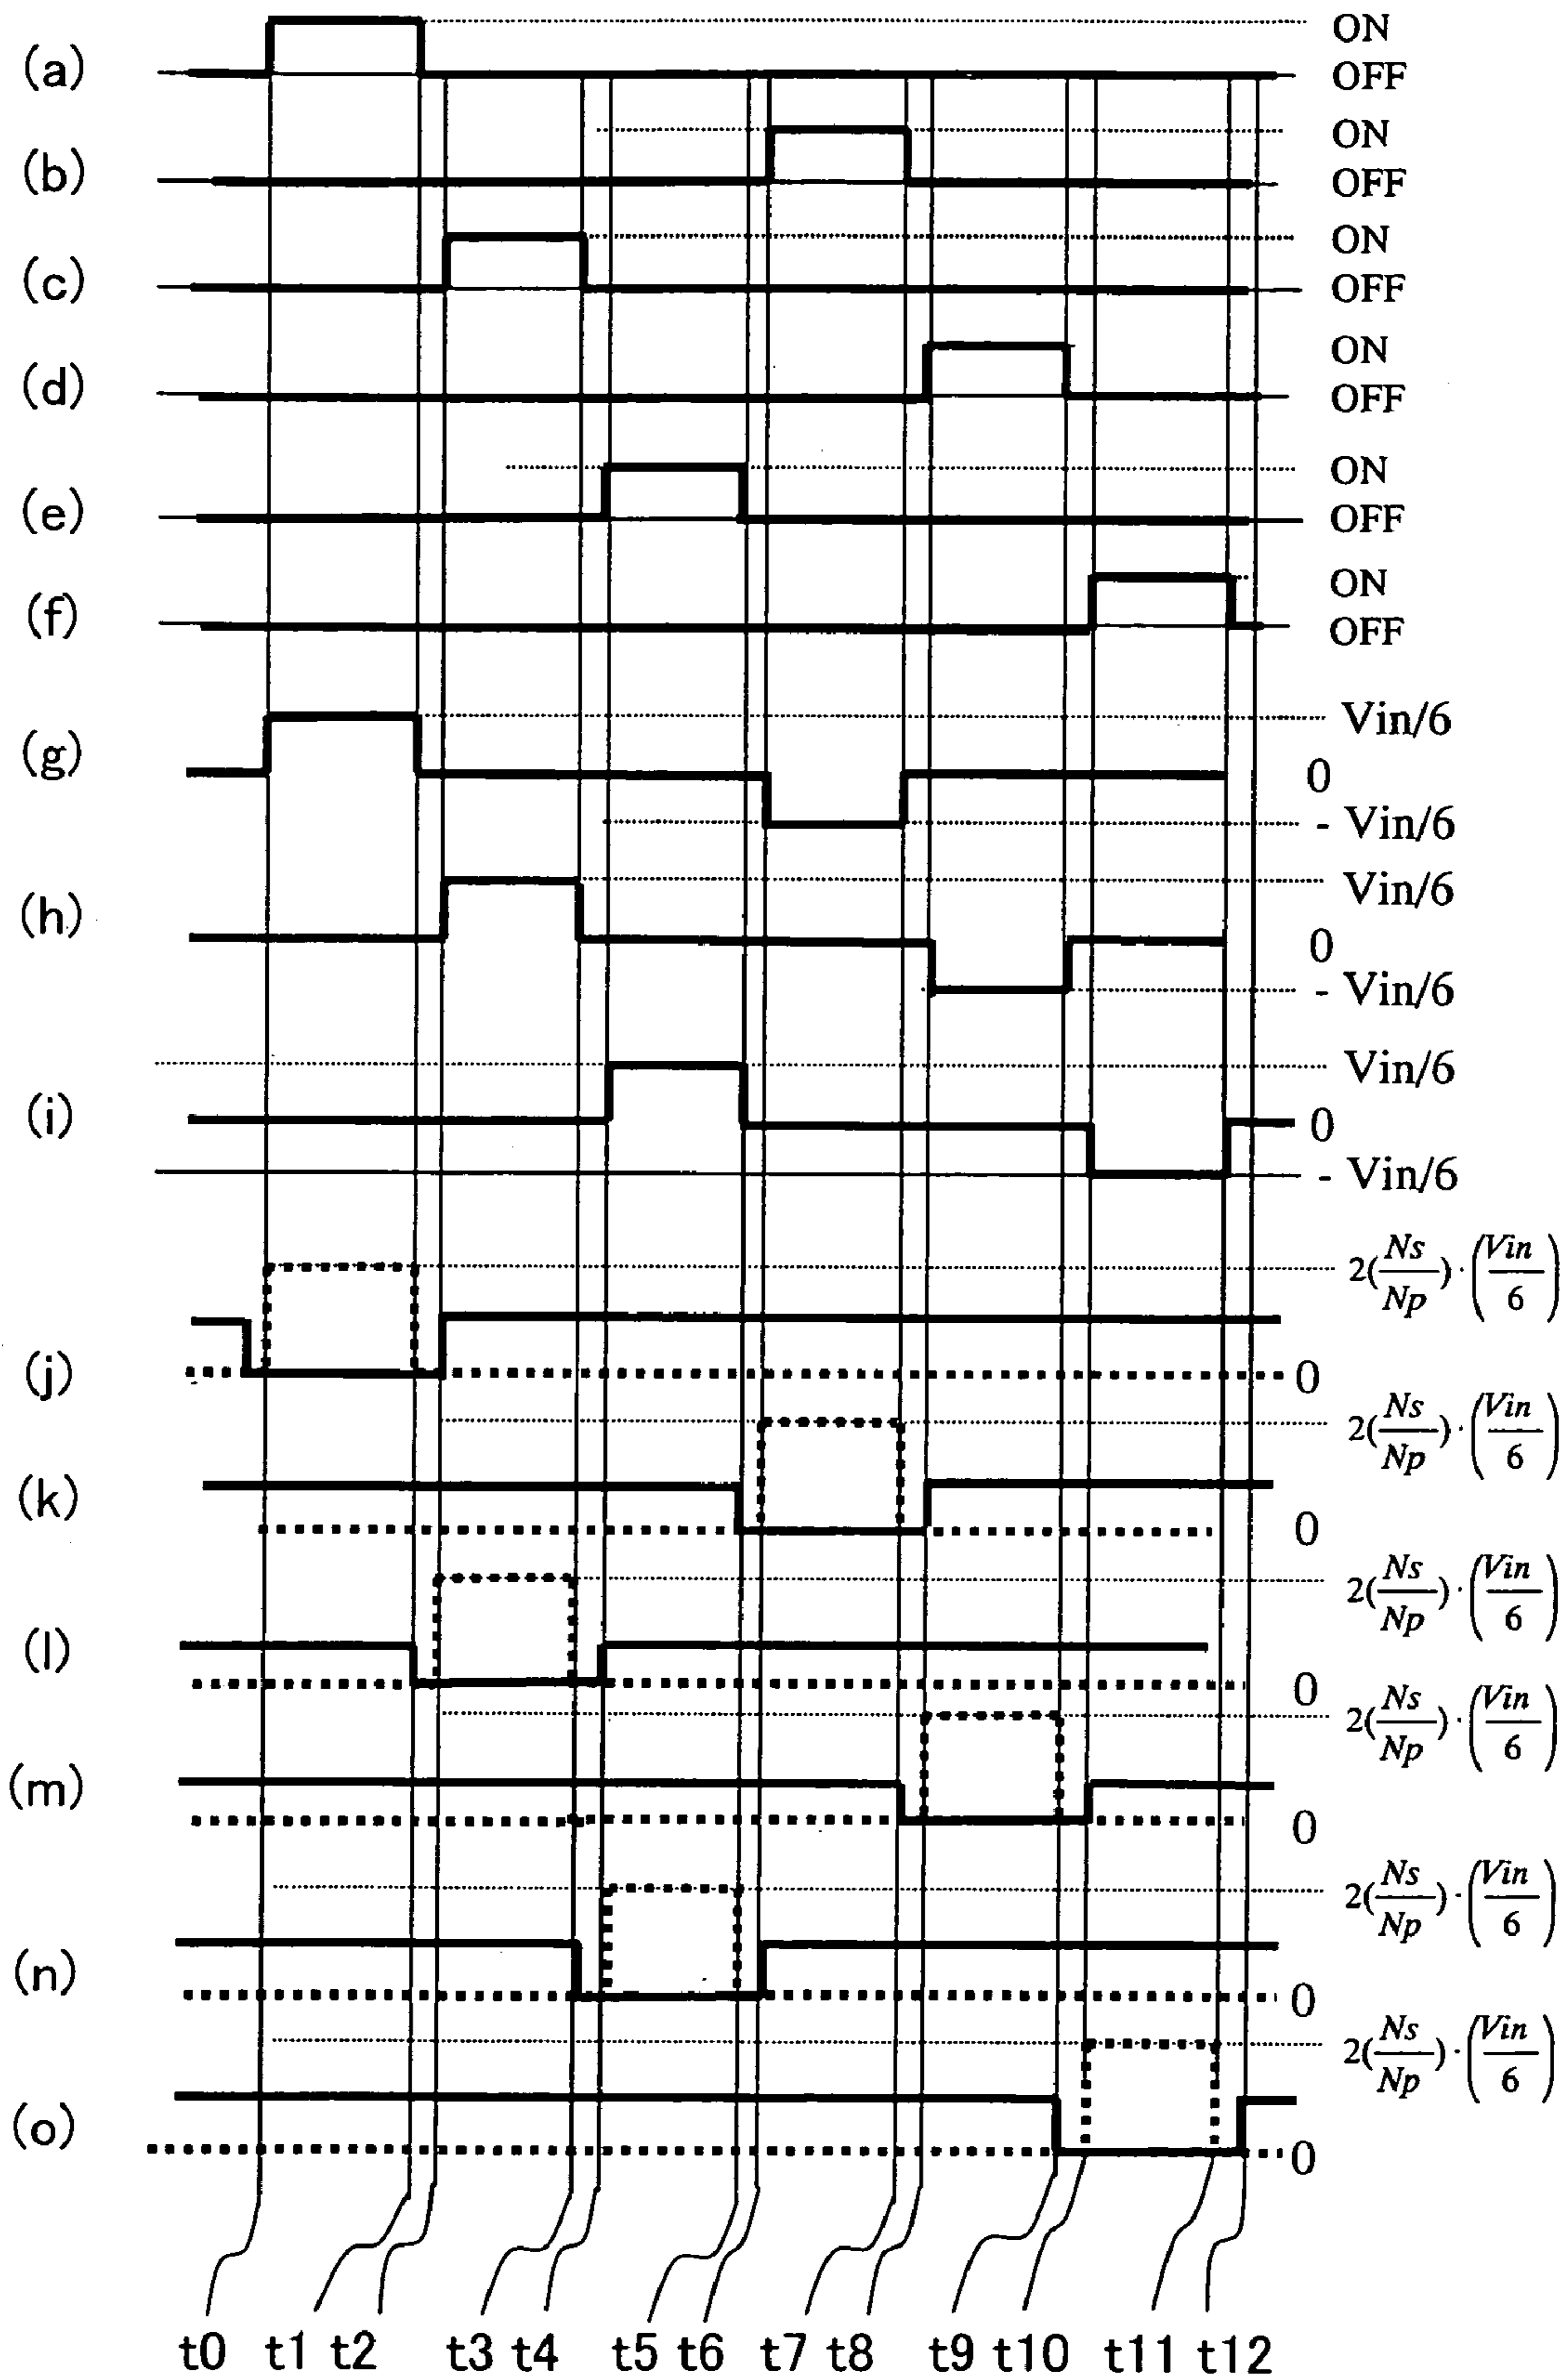 (a) ON
OFF
(b) ON
OFF
(c) ON
OFF
(d) ON
OFF
(e) ON
OFF
(f) ON
OFF
(g) Vin/6
0
- Vin/6
(h) Vin/6
0
- Vin/6
(i) Vin/6
0
- Vin/6
(j) 2(Ns/Np)·(Vin/6)
0
(k) 2(Ns/Np)·(Vin/6)
0
(l) 2(Ns/Np)·(Vin/6)
0
(m) 2(Ns/Np)·(Vin/6)
0
(n) 2(Ns/Np)·(Vin/6)
0
(o) 2(Ns/Np)·(Vin/6)
0
t0 t1 t2 t3 t4 t5 t6 t7 t8 t9 t10 t11 t12